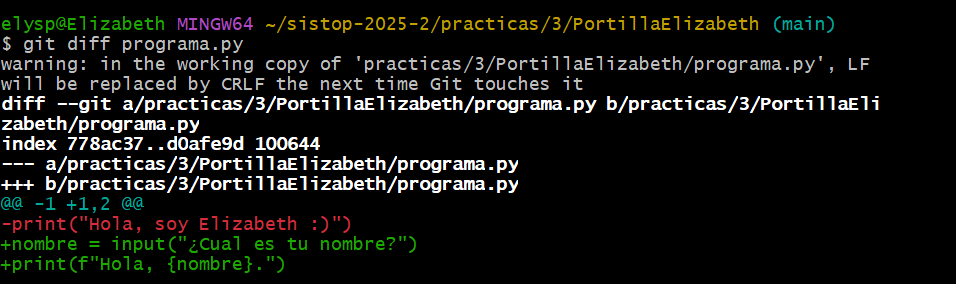 elysp@Elizabeth MINGW64 ~/sistop-2025-2/practicas/3/PortillaElizabeth (main)
$ git diff programa.py
warning: in the working copy of 'practicas/3/PortillaElizabeth/programa.py', LF
will be replaced by CRLF the next time Git touches it
diff --git a/practicas/3/PortillaElizabeth/programa.py b/practicas/3/PortillaEli
zabeth/programa.py
index 778ac37..d0afe9d 100644
--- a/practicas/3/PortillaElizabeth/programa.py
+++ b/practicas/3/PortillaElizabeth/programa.py
@@ -1 +1,2 @@
-print("Hola, soy Elizabeth :)")
+nombre = input("¿Cual es tu nombre?")
+print(f"Hola, {nombre}.")